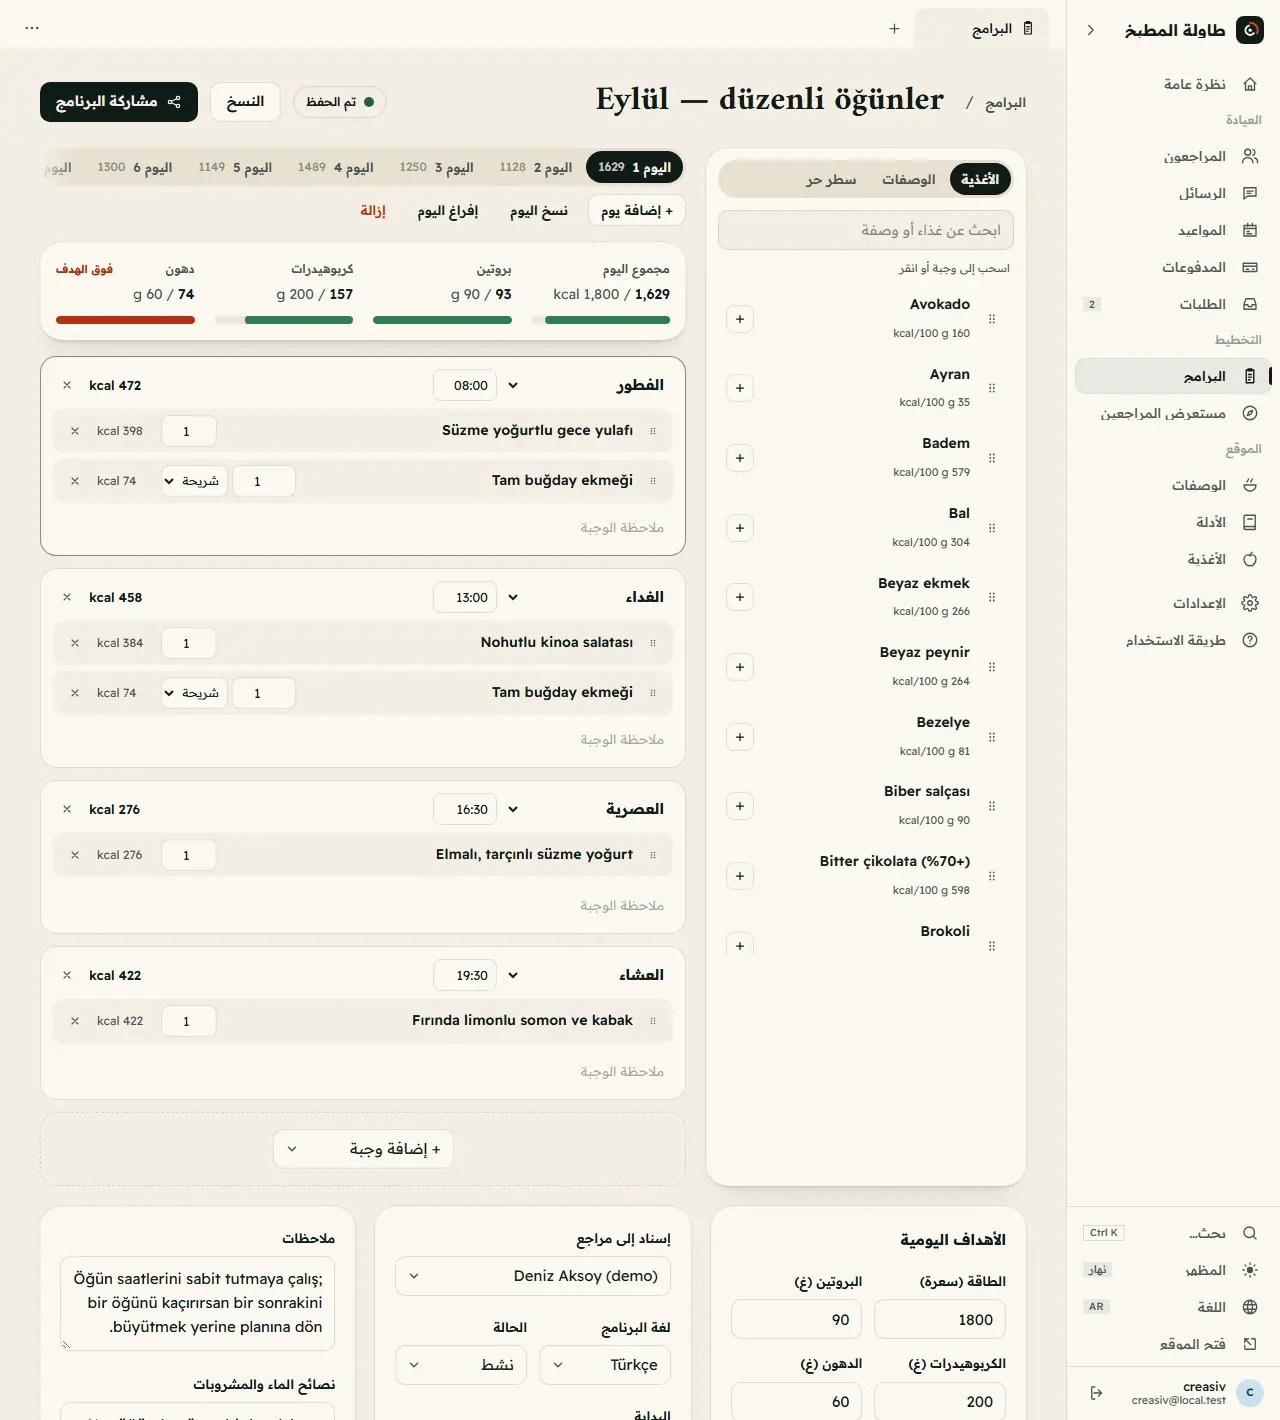 طاولة المطبخ
نظرة عامة
العيادة
المراجعون
الرسائل
المواعيد
المدفوعات
الطلبات 2
التخطيط
البرامج
مستعرض المراجعين
الموقع
الوصفات
الأدلة
الأغذية
الإعدادات
طريقة الاستخدام
بحث… Ctrl K
المظهر نهار
اللغة AR
فتح الموقع
creasiv
creasiv@local.test
C
البرامج
البرامج / Eylül — düzenli öğünler
تم الحفظ
النسخ
مشاركة البرنامج
الأغذية الوصفات سطر حر
ابحث عن غذاء أو وصفة
اسحب إلى وجبة أو انقر
Avokado
160 kcal/100 g
Ayran
35 kcal/100 g
Badem
579 kcal/100 g
Bal
304 kcal/100 g
Beyaz ekmek
266 kcal/100 g
Beyaz peynir
264 kcal/100 g
Bezelye
81 kcal/100 g
Biber salçası
90 kcal/100 g
Bitter çikolata (%70+)
598 kcal/100 g
Brokoli
اليوم 1 1629 اليوم 2 1128 اليوم 3 1250 اليوم 4 1489 اليوم 5 1149 اليوم 6 1300 اليوم
+ إضافة يوم نسخ اليوم إفراغ اليوم إزالة
مجموع اليوم بروتين كربوهيدرات دهون فوق الهدف
1,629 / 1,800 kcal 93 / 90 g 157 / 200 g 74 / 60 g
الفطور 08:00 472 kcal
Süzme yoğurtlu gece yulafı 1 398 kcal
Tam buğday ekmeği 1 شريحة 74 kcal
ملاحظة الوجبة
الغداء 13:00 458 kcal
Nohutlu kinoa salatası 1 384 kcal
Tam buğday ekmeği 1 شريحة 74 kcal
ملاحظة الوجبة
العصرية 16:30 276 kcal
Elmalı, tarçınlı süzme yoğurt 1 276 kcal
ملاحظة الوجبة
العشاء 19:30 422 kcal
Fırında limonlu somon ve kabak 1 422 kcal
ملاحظة الوجبة
+ إضافة وجبة
الأهداف اليومية
الطاقة (سعرة) البروتين (غ)
1800 90
الكربوهيدرات (غ) الدهون (غ)
200 60
إسناد إلى مراجع
Deniz Aksoy (demo)
لغة البرنامج الحالة
Türkçe نشط
البداية
ملاحظات
Öğün saatlerini sabit tutmaya çalış;
bir öğünü kaçırırsan bir sonrakini
büyütmek yerine planına dön.
نصائح الماء والمشروبات